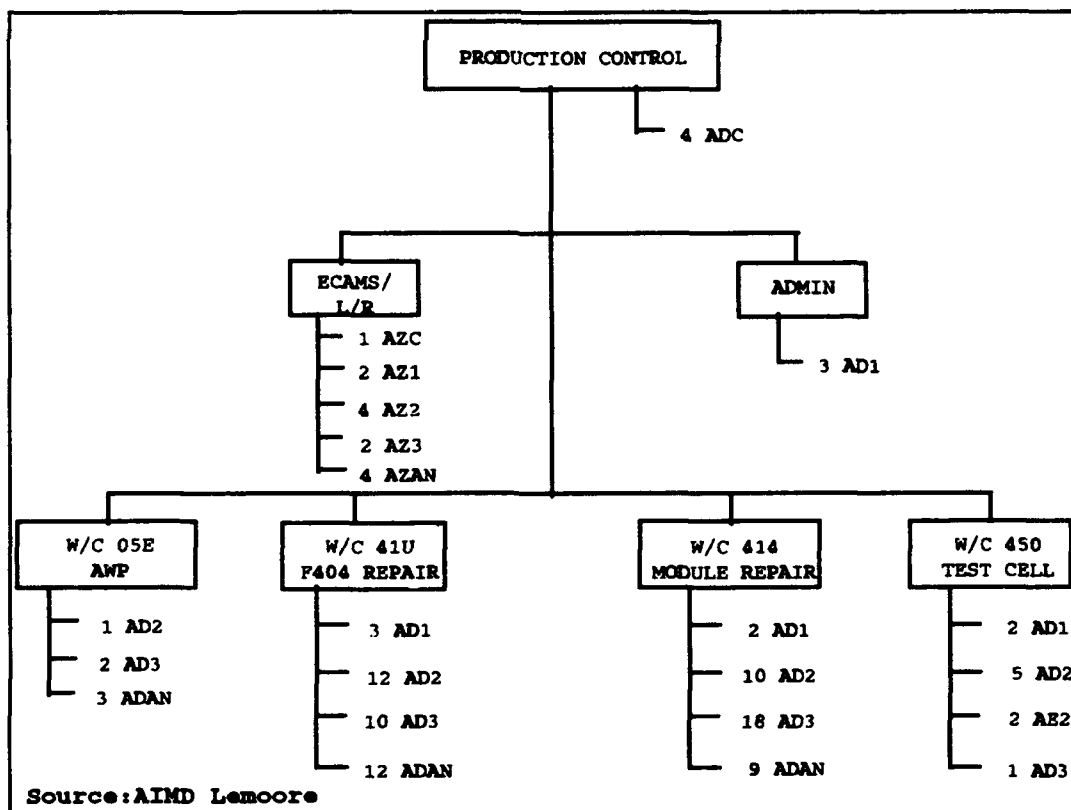 PRODUCTION CONTROL
4 ADC
ECAMS/
L/R
1 AZC
2 AZ1
4 AZ2
2 AZ3
4 AZAN
ADMIN
3 AD1
W/C 05E
AWP
1 AD2
2 AD3
3 ADAN
W/C 41U
F404 REPAIR
3 AD1
12 AD2
10 AD3
12 ADAN
W/C 414
MODULE REPAIR
2 AD1
10 AD2
18 AD3
9 ADAN
W/C 450
TEST CELL
2 AD1
5 AD2
2 AE2
1 AD3
Source:AIMD Lemoore